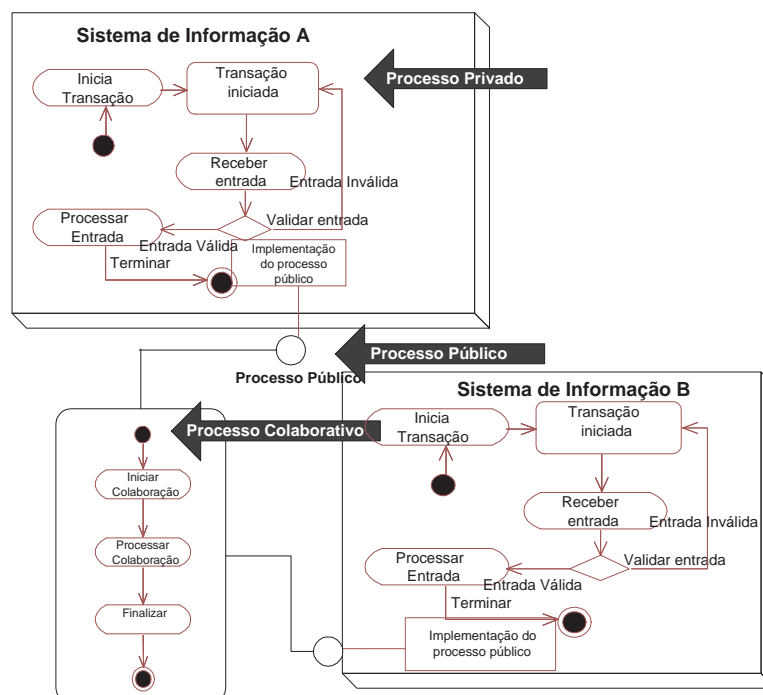 Sistema de Informação A
Inicia
Transação
Transação
iniciada
Processo Privado
Receber
entrada
Entrada Inválida
Processar
Entrada
Validar entrada
Entrada Válida
Terminar
Implementação
do processo
público
Processo Público
Processo Público
Sistema de Informação B
Processo Colaborativo
Inicia
Transação
Transação
iniciada
Iniciar
Colaboração
Receber
entrada
Entrada Inválida
Processar
Colaboração
Processar
Entrada
Validar entrada
Entrada Válida
Terminar
Finalizar
Implementação do
processo público